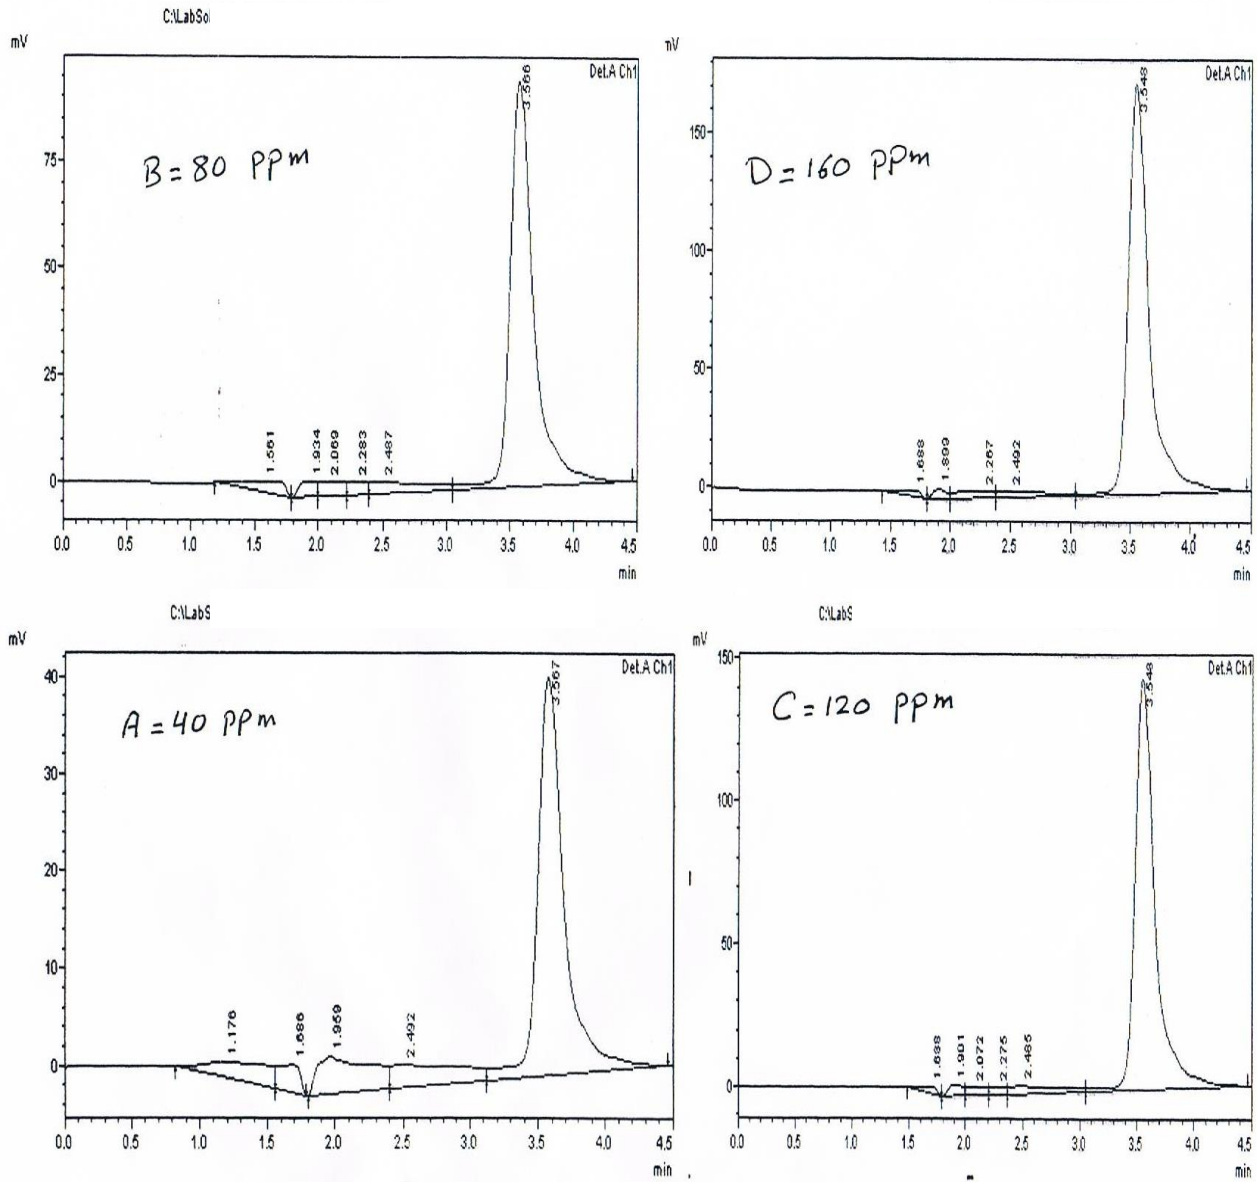 C:\LabSo
mV
Det.A Ch1
3.566
B = 80 PPm
75
50
25
0
1.561
1.934
2.069
2.283
2.487
0.0 0.5 1.0 1.5 2.0 2.5 3.0 3.5 4.0 4.5
min
mV
Det.A Ch1
3.548
D = 160 PPm
150
100
50
0
1.688
1.899
2.267
2.492
0.0 0.5 1.0 1.5 2.0 2.5 3.0 3.5 4.0 4.5
min
C:\LabS
mV
Det.A Ch1
3.567
A = 40 PPm
40
30
20
10
0
1.176
1.686
1.959
2.492
0.0 0.5 1.0 1.5 2.0 2.5 3.0 3.5 4.0 4.5
min
C:\LabS
mV
Det.A Ch1
3.548
C = 120 PPm
150
100
50
0
1.688
1.901
2.072
2.275
2.485
0.0 0.5 1.0 1.5 2.0 2.5 3.0 3.5 4.0 4.5
min